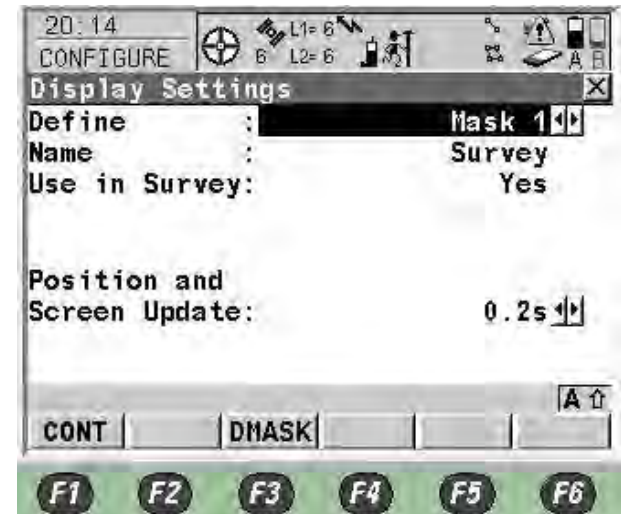 20:14
CONFIGURE 6 L1= 6 L2= 6 A B
Display Settings
Define : Mask 1
Name : Survey
Use in Survey: Yes
Position and
Screen Update: 0.2s
A
CONT DMASK
F1 F2 F3 F4 F5 F6